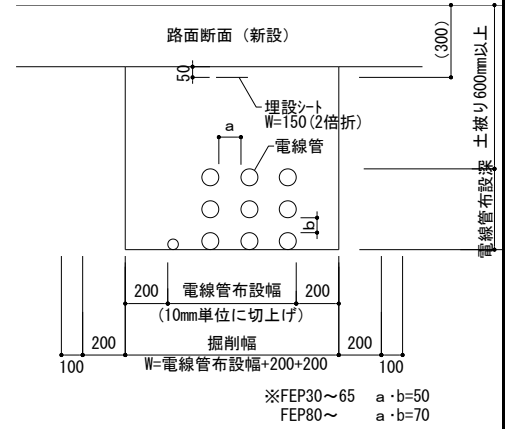 路面断面（新設）
(300)
50
埋設シート
W=150(2倍折)
a
電線管
土被り600mm以上
b
電線管布設深
200 電線管布設幅 200
(10mm単位に切上げ)
200 掘削幅 200
100 W=電線管布設幅+200+200 100
※FEP30～65 a・b=50
FEP80～ a・b=70